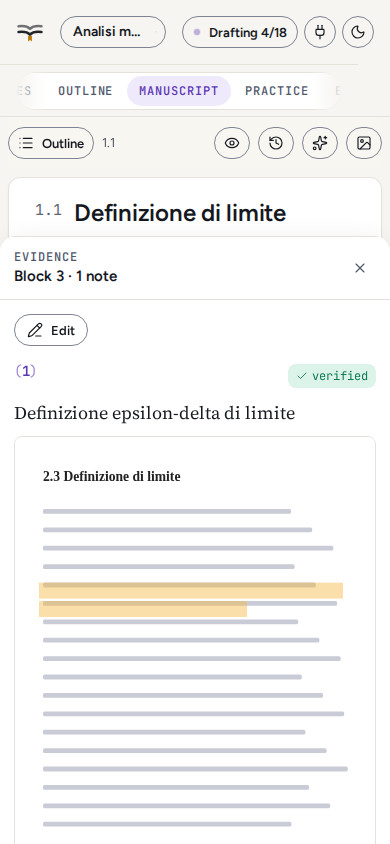 Analisi m...
Drafting 4/18
OUTLINE
MANUSCRIPT
PRACTICE
Outline
1.1
1.1 Definizione di limite
EVIDENCE
Block 3 · 1 note
Edit
(1)
verified
Definizione epsilon-delta di limite
2.3 Definizione di limite